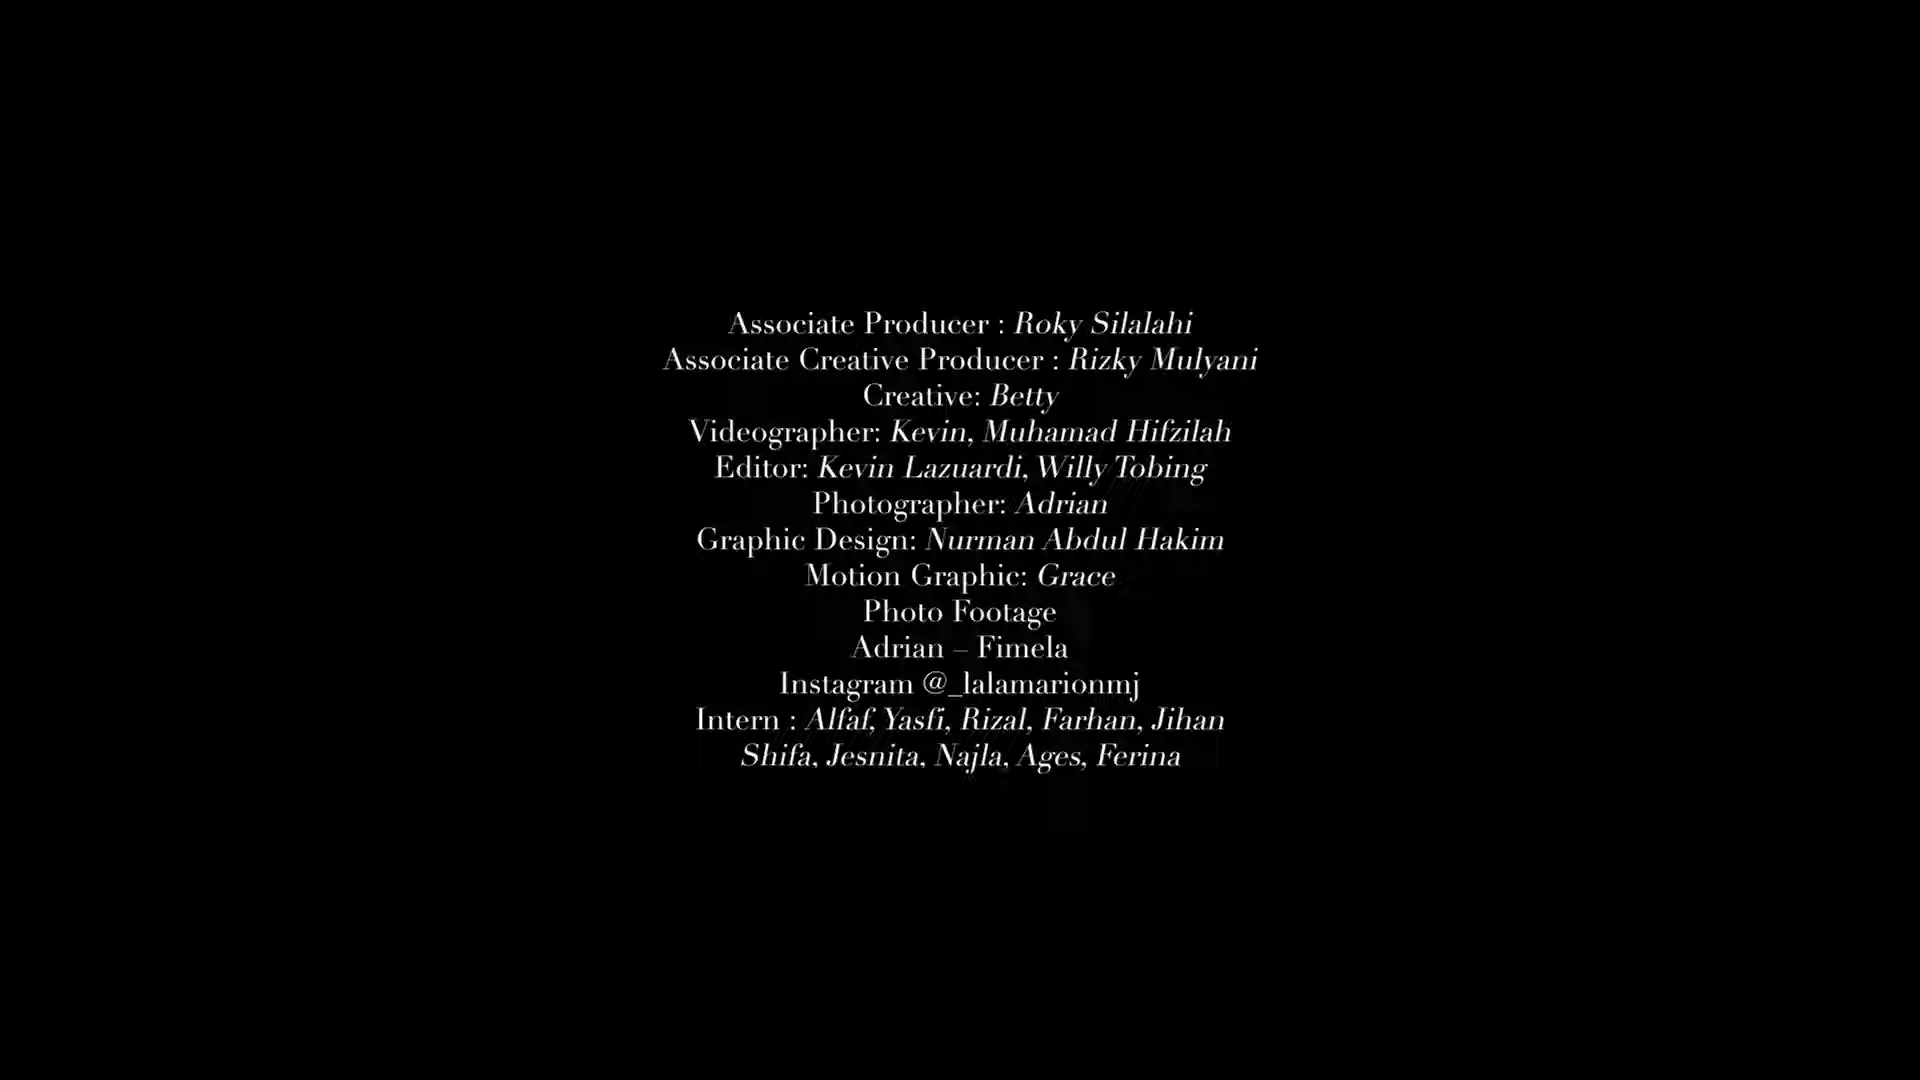 Associate Producer : Roky Silalahi
Associate Creative Producer : Rizky Mulyani
Creative: Betty
Videographer: Kevin, Muhamad Hifzilah
Editor: Kevin Lazuardi, Willy Tobing
Photographer: Adrian
Graphic Design: Nurman Abdul Hakim
Motion Graphic: Grace
Photo Footage
Adrian – Fimela
Instagram @_lalamarionmj
Intern : Alfaf, Yasfi, Rizal, Farhan, Jihan
Shifa, Jesnita, Najla, Ages, Ferina